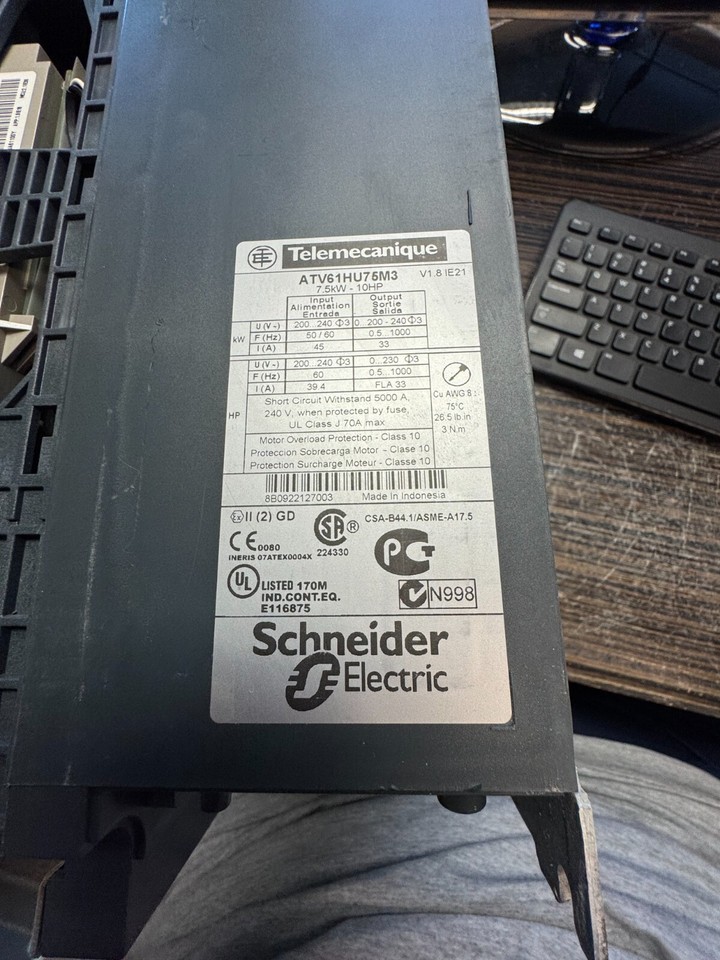 Telemecanique
ATV61HU75M3 V1.8 IE21
7.5kW - 10HP
Input Output
Alimentation Sortie
Entrada Salida
kW
U (V~) 200...240 Φ3 0...200 - 240 Φ3
F (Hz) 50 / 60 0.5...1000
I (A) 45 33
HP
U (V~) 200...240 Φ3 0...230 Φ3
F (Hz) 60 0.5...1000
I (A) 39.4 FLA 33
Short Circuit Withstand 5000 A,
240 V, when protected by fuse
UL Class J 70A max
Cu AWG 8
75°C
26.5 lb.in
3 N.m
Motor Overload Protection - Class 10
Proteccion Sobrecarga Motor - Clase 10
Protection Surcharge Moteur - Classe 10
8B0922127003 Made In Indonesia
Ex II (2) GD
CE 0080
INERIS 07ATEX0004X
SA ®
224330
CSA-B44.1/ASME-A17.5
PCT
UL LISTED 170M
IND.CONT.EQ.
E116875
N998
Schneider
Electric